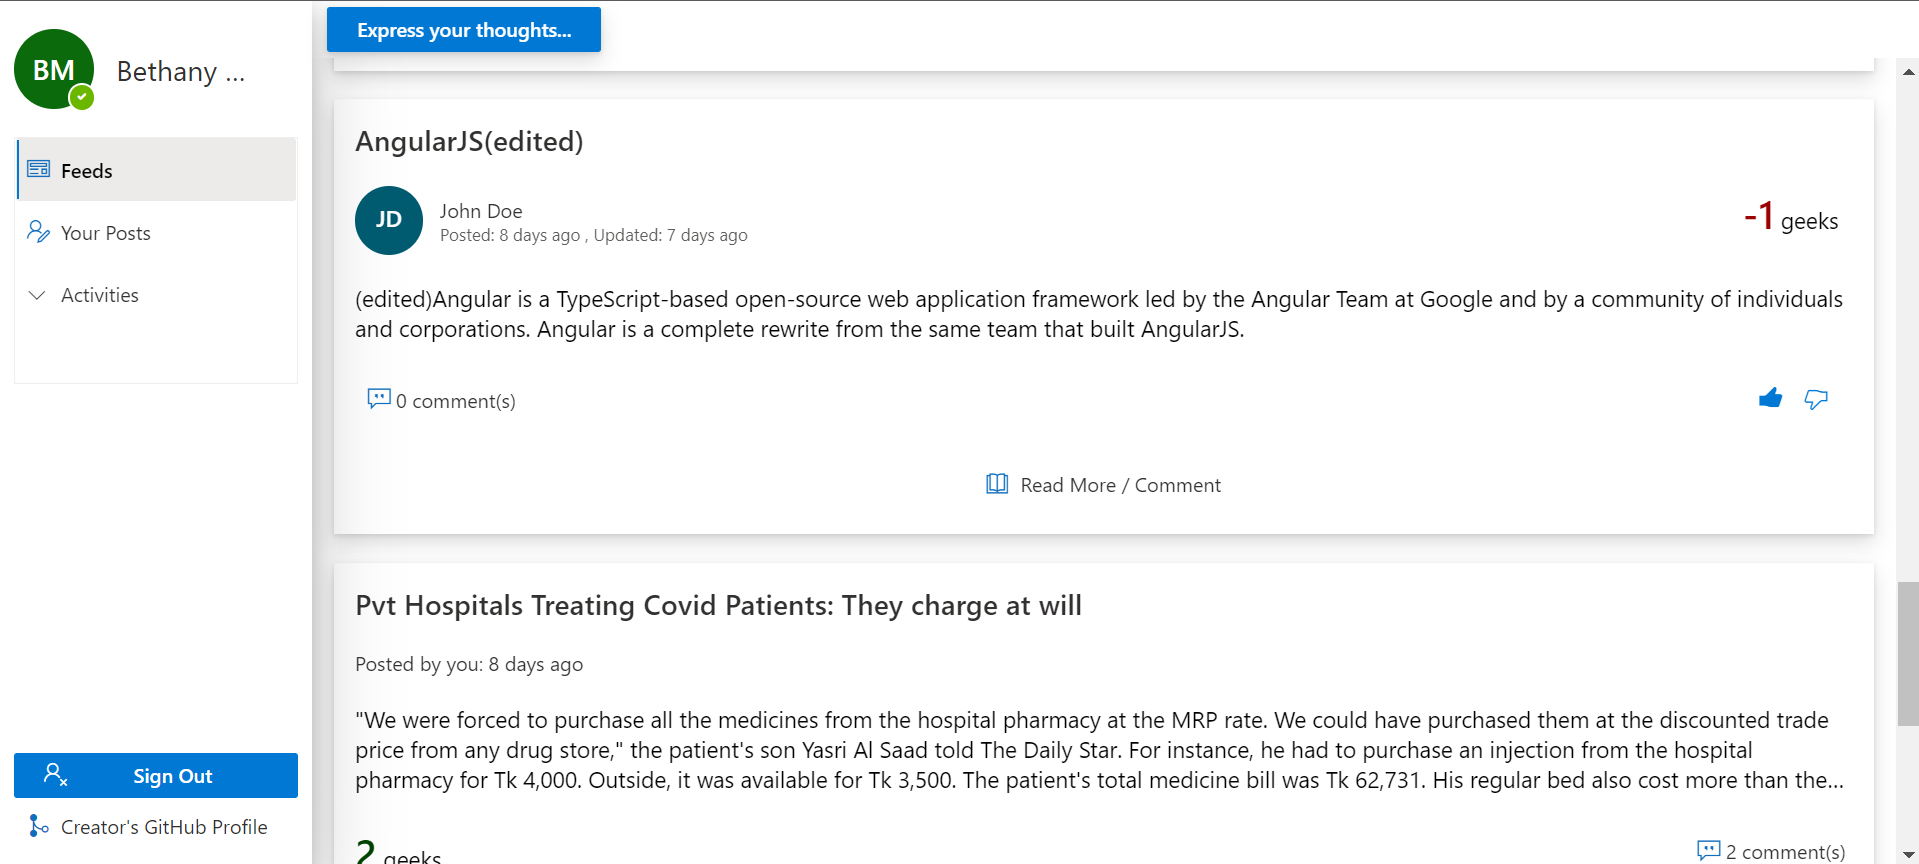 BM
Bethany ...
Feeds
Your Posts
Activities
Sign Out
Creator's GitHub Profile
Express your thoughts...
AngularJS(edited)
JD
John Doe
Posted: 8 days ago , Updated: 7 days ago
-1 geeks
(edited)Angular is a TypeScript-based open-source web application framework led by the Angular Team at Google and by a community of individuals
and corporations. Angular is a complete rewrite from the same team that built AngularJS.
0 comment(s)
Read More / Comment
Pvt Hospitals Treating Covid Patients: They charge at will
Posted by you: 8 days ago
"We were forced to purchase all the medicines from the hospital pharmacy at the MRP rate. We could have purchased them at the discounted trade
price from any drug store," the patient's son Yasri Al Saad told The Daily Star. For instance, he had to purchase an injection from the hospital
pharmacy for Tk 4,000. Outside, it was available for Tk 3,500. The patient's total medicine bill was Tk 62,731. His regular bed also cost more than the...
2 geeks
2 comment(s)